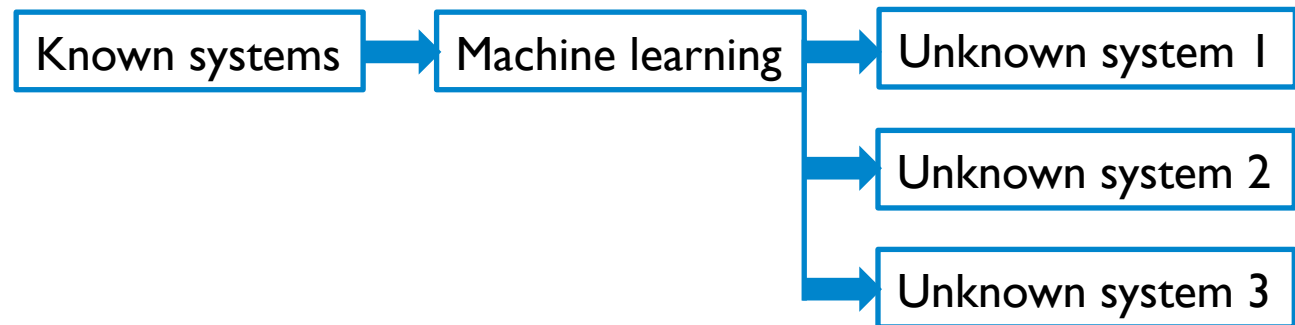 Known systems
Machine learning
Unknown system 1
Unknown system 2
Unknown system 3